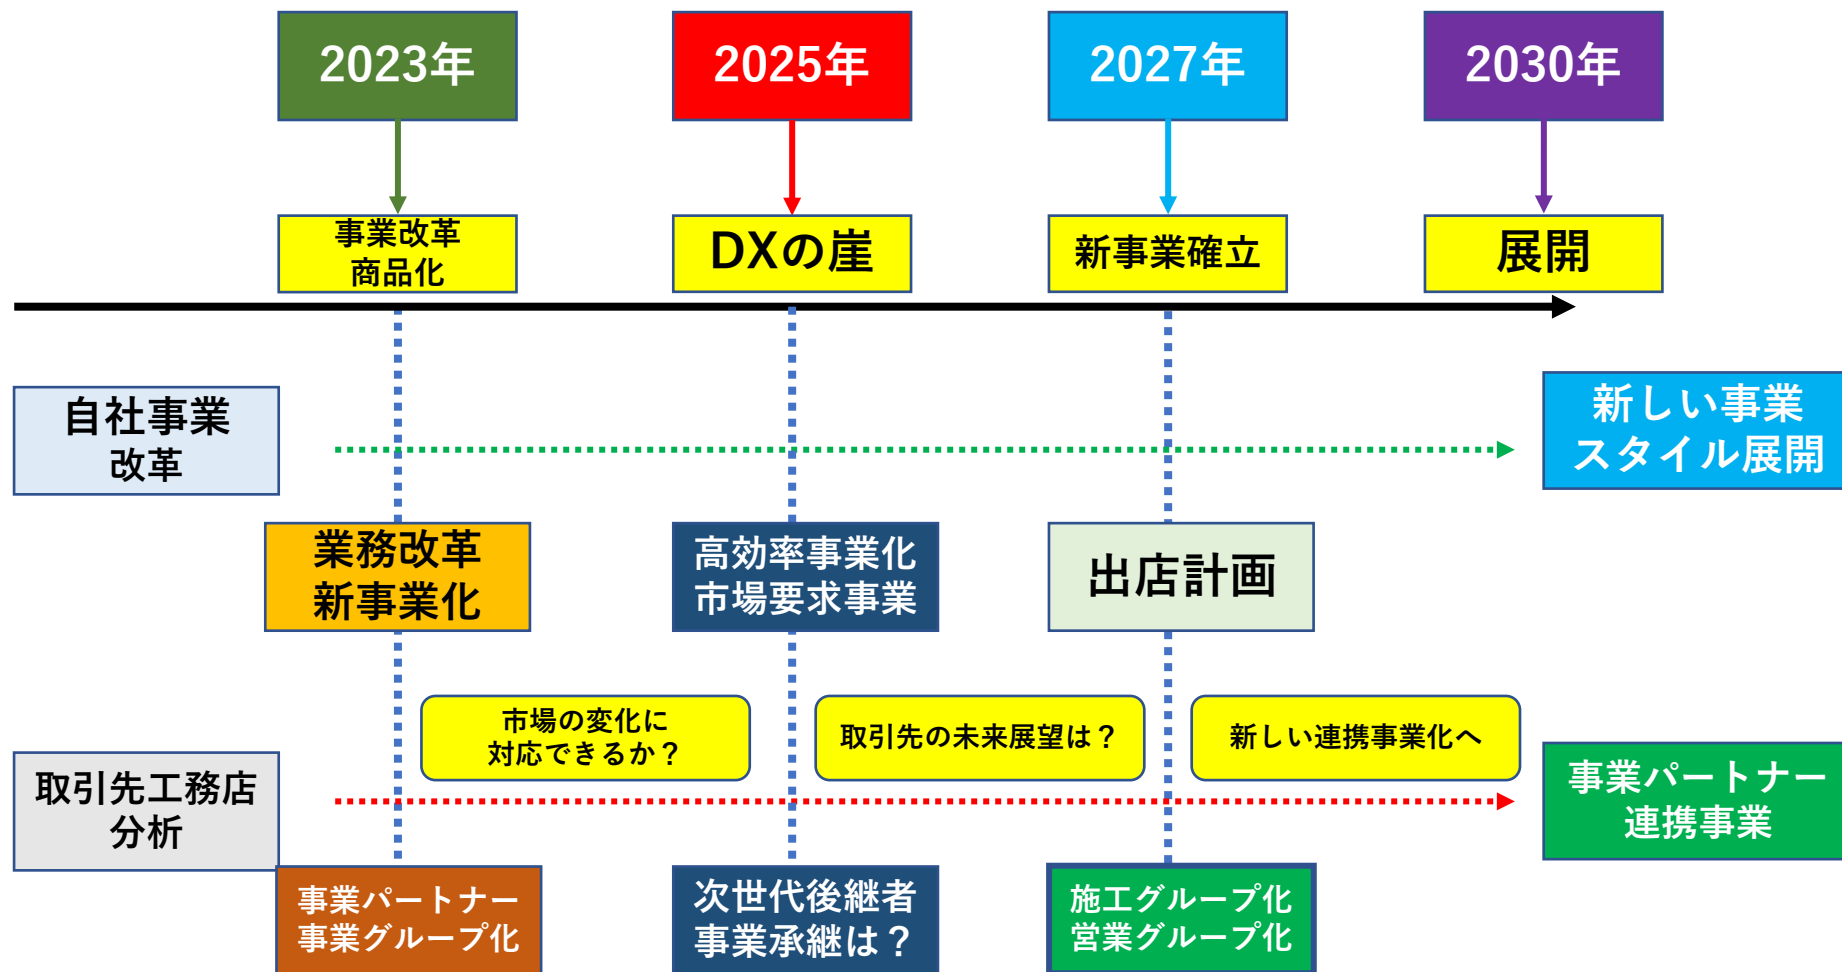 2023年
2025年
2027年
2030年
事業改革
商品化
DXの崖
新事業確立
展開
自社事業
改革
新しい事業
スタイル展開
業務改革
新事業化
高効率事業化
市場要求事業
出店計画
市場の変化に
対応できるか？
取引先の未来展望は？
新しい連携事業化へ
取引先工務店
分析
事業パートナー
連携事業
事業パートナー
事業グループ化
次世代後継者
事業承継は？
施工グループ化
営業グループ化